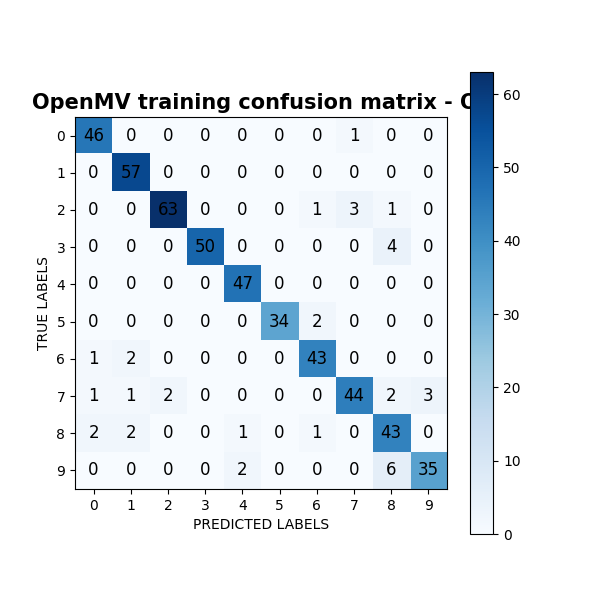 OpenMV training confusion matrix -
TRUE LABELS
0 46 0 0 0 0 0 0 1 0 0
1 0 57 0 0 0 0 0 0 0 0
2 0 0 63 0 0 0 1 3 1 0
3 0 0 0 50 0 0 0 0 4 0
4 0 0 0 0 47 0 0 0 0 0
5 0 0 0 0 0 34 2 0 0 0
6 1 2 0 0 0 0 43 0 0 0
7 1 1 2 0 0 0 0 44 2 3
8 2 2 0 0 1 0 1 0 43 0
9 0 0 0 0 2 0 0 0 6 35
0 1 2 3 4 5 6 7 8 9
PREDICTED LABELS
60
50
40
30
20
10
0